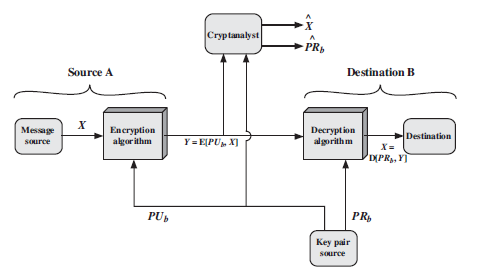 X̂
Cryptanalyst
P̂R_b
Source A
Destination B
Message
source
X
Encryption
algorithm
Y = E[PU_b, X]
Decryption
algorithm
X =
D[PR_b, Y]
Destination
PU_b
PR_b
Key pair
source